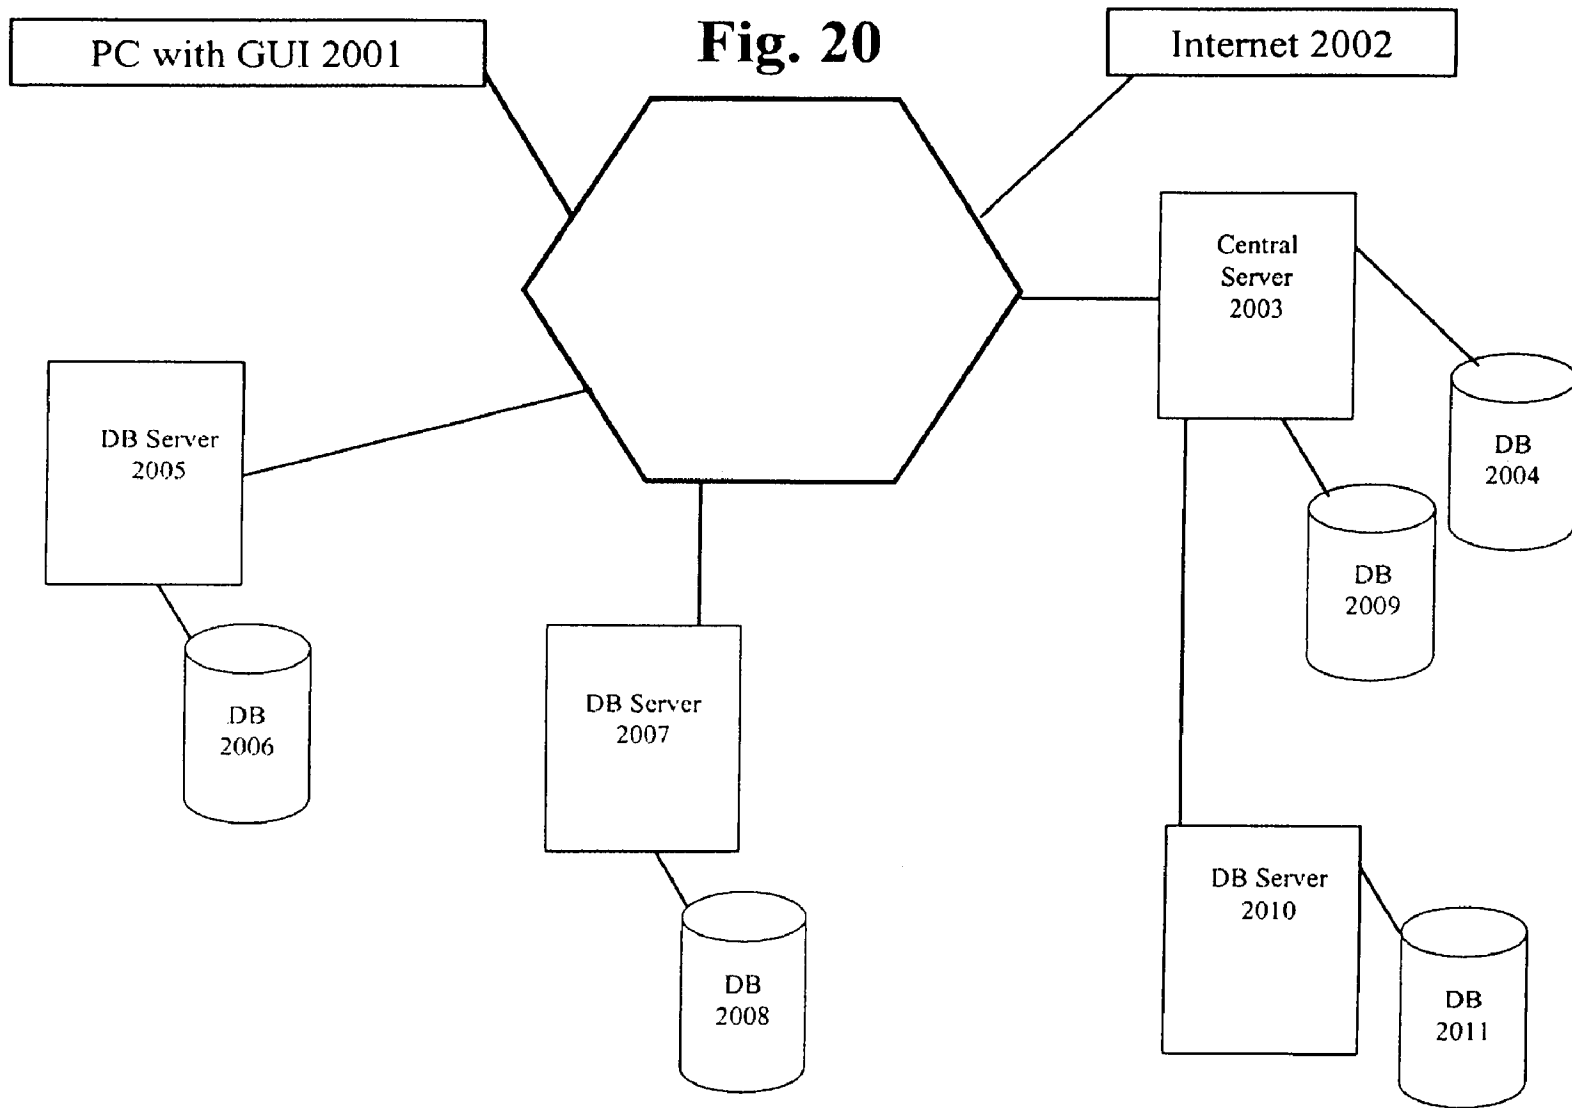 Fig. 20
PC with GUI 2001
Internet 2002
Central
Server
2003
DB
2004
DB
2009
DB Server
2005
DB
2006
DB Server
2007
DB
2008
DB Server
2010
DB
2011